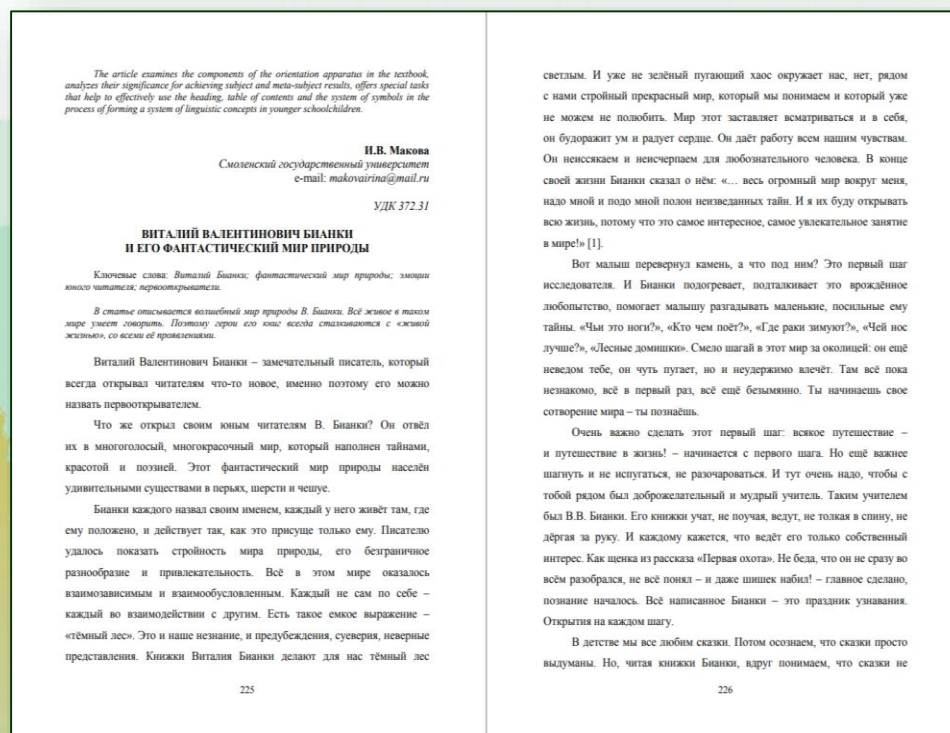 The article examines the components of the orientation apparatus in the textbook,
analyzes their significance for achieving subject and meta-subject results, offers special tasks
that help to effectively use the heading, table of contents and the system of symbols in the
process of forming a system of linguistic concepts in younger schoolchildren.
И.В. Макова
Смоленский государственный университет
e-mail: makovairina@mail.ru
УДК 372.31
ВИТАЛИЙ ВАЛЕНТИНОВИЧ БИАНКИ
И ЕГО ФАНТАСТИЧЕСКИЙ МИР ПРИРОДЫ
Ключевые слова: Виталий Бианки; фантастический мир природы; эмоции
юного читателя; первооткрыватели.
В статье описывается волшебный мир природы В. Бианки. Всё живое в таком
мире умеет говорить. Поэтому герои его книг всегда сталкиваются с «живой
жизнью», со всеми её проявлениями.
Виталий Валентинович Бианки – замечательный писатель, который
всегда открывал читателям что-то новое, именно поэтому его можно
назвать первооткрывателем.
Что же открыл своим юным читателям В. Бианки? Он отвёл
их в многоголосый, многокрасочный мир, который наполнен тайнами,
красотой и поэзией. Этот фантастический мир природы населён
удивительными существами в перьях, шерсти и чешуе.
Бианки каждого назвал своим именем, каждый у него живёт там, где
ему положено, и действует так, как это присуще только ему. Писателю
удалось показать стройность мира природы, его безграничное
разнообразие и привлекательность. Всё в этом мире оказалось
взаимозависимым и взаимообусловленным. Каждый не сам по себе –
каждый во взаимодействии с другим. Есть такое емкое выражение –
«тёмный лес». Это и наше незнание, и предубеждения, суеверия, неверные
представления. Книжки Виталия Бианки делают для нас тёмный лес
225
светлым. И уже не зелёный пугающий хаос окружает нас, нет, рядом
с нами стройный прекрасный мир, который мы понимаем и который уже
не можем не полюбить. Мир этот заставляет всматриваться и в себя,
он будоражит ум и радует сердце. Он даёт работу всем нашим чувствам.
Он неиссякаем и неисчерпаем для любознательного человека. В конце
своей жизни Бианки сказал о нём: «… весь огромный мир вокруг меня,
надо мной и подо мной полон неизведанных тайн. И я их буду открывать
всю жизнь, потому что это самое интересное, самое увлекательное занятие
в мире!» [1].
Вот малыш перевернул камень, а что под ним? Это первый шаг
исследователя. И Бианки подогревает, подталкивает это врождённое
любопытство, помогает малышу разгадывать маленькие, посильные ему
тайны. «Чьи это ноги?», «Кто чем поёт?», «Где раки зимуют?», «Чей нос
лучше?», «Лесные домишки». Смело шагай в этот мир за околицей: он ещё
неведом тебе, он чуть пугает, но и неудержимо влечёт. Там всё пока
незнакомо, всё в первый раз, всё ещё безымянно. Ты начинаешь свое
сотворение мира – ты познаёшь.
Очень важно сделать этот первый шаг: всякое путешествие –
и путешествие в жизнь! – начинается с первого шага. Но ещё важнее
шагнуть и не испугаться, не разочароваться. И тут очень надо, чтобы с
тобой рядом был доброжелательный и мудрый учитель. Таким учителем
был В.В. Бианки. Его книжки учат, не поучая, ведут, не толкая в спину, не
дёргая за руку. И каждому кажется, что ведёт его только собственный
интерес. Как щенка из рассказа «Первая охота». Не беда, что он не сразу во
всём разобрался, не всё понял – и даже шишек набил! – главное сделано,
познание началось. Всё написанное Бианки – это праздник узнавания.
Открытия на каждом шагу.
В детстве мы все любим сказки. Потом осознаем, что сказки просто
выдуманы. Но, читая книжки Бианки, вдруг понимаем, что сказки не
226